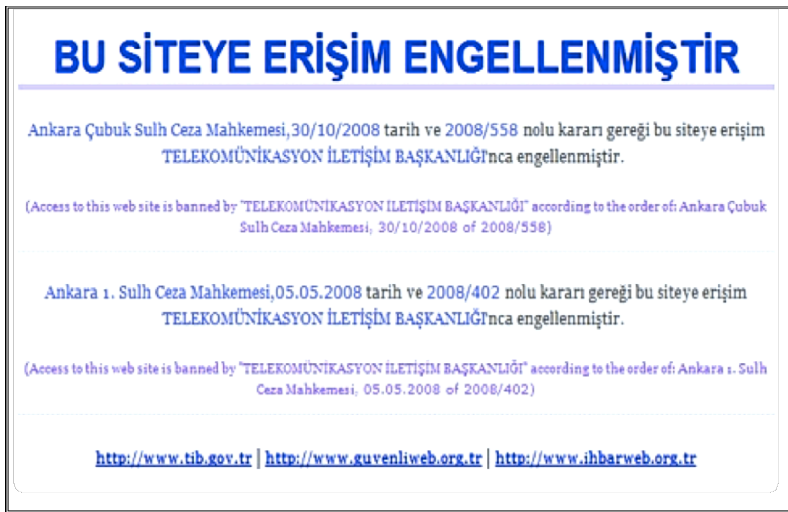 BU SİTEYE ERİŞİM ENGELLENMİŞTİR
Ankara Çubuk Sulh Ceza Mahkemesi,30/10/2008 tarih ve 2008/558 nolu kararı gereği bu siteye erişim
TELEKOMÜNİKASYON İLETİŞİM BAŞKANLIĞI'nca engellenmiştir.
(Access to this web site is banned by "TELEKOMÜNİKASYON İLETİŞİM BAŞKANLIĞI" according to the order of: Ankara Çubuk
Sulh Ceza Mahkemesi, 30/10/2008 of 2008/558)
Ankara 1. Sulh Ceza Mahkemesi,05.05.2008 tarih ve 2008/402 nolu kararı gereği bu siteye erişim
TELEKOMÜNİKASYON İLETİŞİM BAŞKANLIĞI'nca engellenmiştir.
(Access to this web site is banned by "TELEKOMÜNİKASYON İLETİŞİM BAŞKANLIĞI" according to the order of: Ankara 1. Sulh
Ceza Mahkemesi, 05.05.2008 of 2008/402)
http://www.tib.gov.tr | http://www.guvenliweb.org.tr | http://www.ihbarweb.org.tr